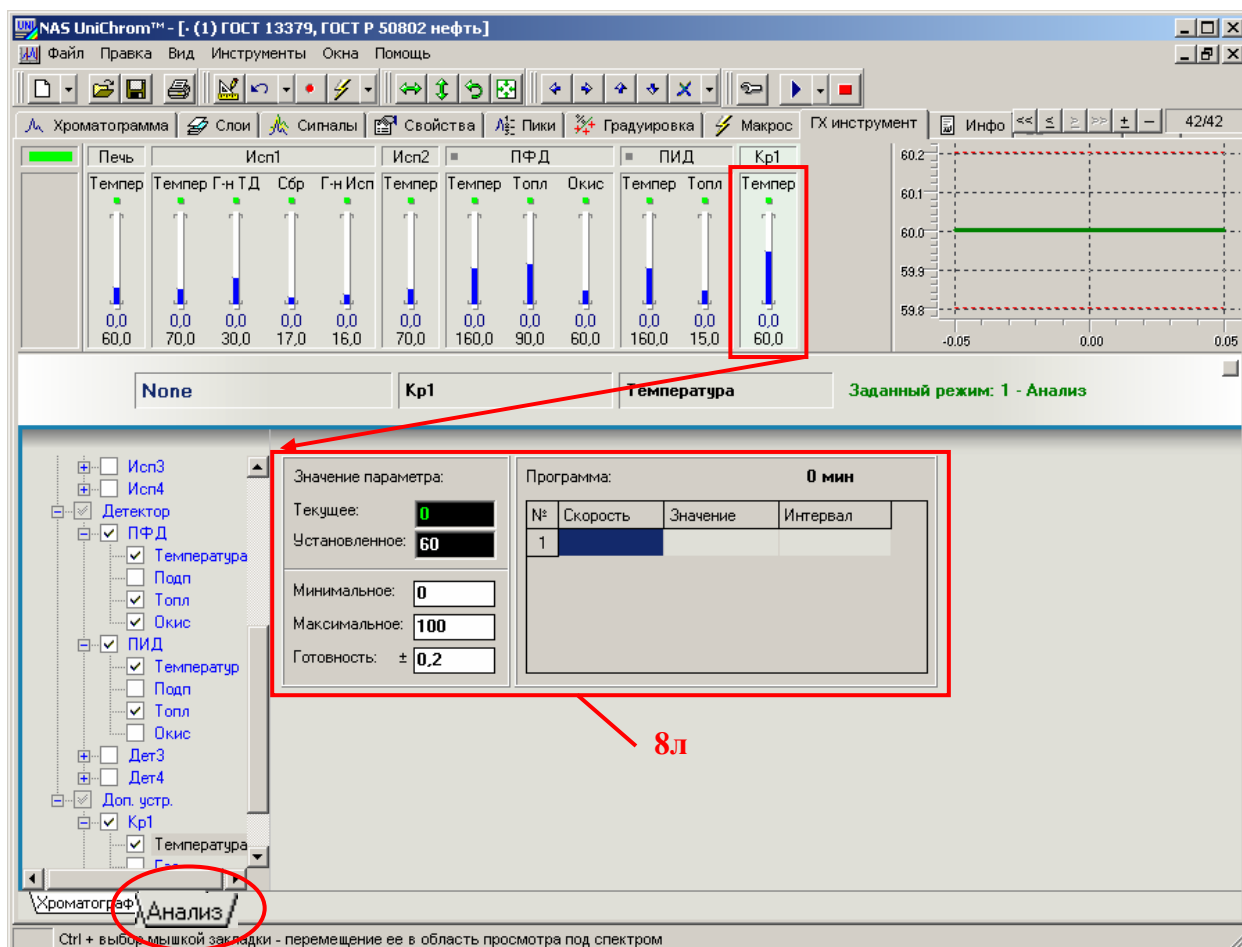 NAS UniChrom™ - [- (1) ГОСТ 13379, ГОСТ Р 50802 нефть]
Файл Правка Вид Инструменты Окна Помощь
Хроматограмма Слои Сигналы Свойства Пики Градуировка Макрос ГХ инструмент Инфо << ≤ ≥ >> ± − 42/42
Печь Исп1 Исп2 ПФД ПИД Кр1
Темпер Темпер Г-н ТД Сбр Г-н Исп Темпер Темпер Топл Окис Темпер Топл Темпер
0,0 0,0 0,0 0,0 0,0 0,0 0,0 0,0 0,0 0,0 0,0 0,0
60,0 70,0 30,0 17,0 16,0 70,0 160,0 90,0 60,0 160,0 15,0 60,0
60.2
60.1
60.0
59.9
59.8
-0.05 0.00 0.05
None Кр1 Температура Заданный режим: 1 - Анализ
Исп3
Исп4
Детектор
ПФД
Температура
Подп
Топл
Окис
ПИД
Температур
Подп
Топл
Окис
Дет3
Дет4
Доп. устр.
Кр1
Температура
Значение параметра:
Текущее: 0
Установленное: 60
Минимальное: 0
Максимальное: 100
Готовность: ± 0,2
Программа: 0 мин
№ Скорость Значение Интервал
1
8л
Хроматограф Анализ
Ctrl + выбор мышкой закладки - перемещение ее в область просмотра под спектром